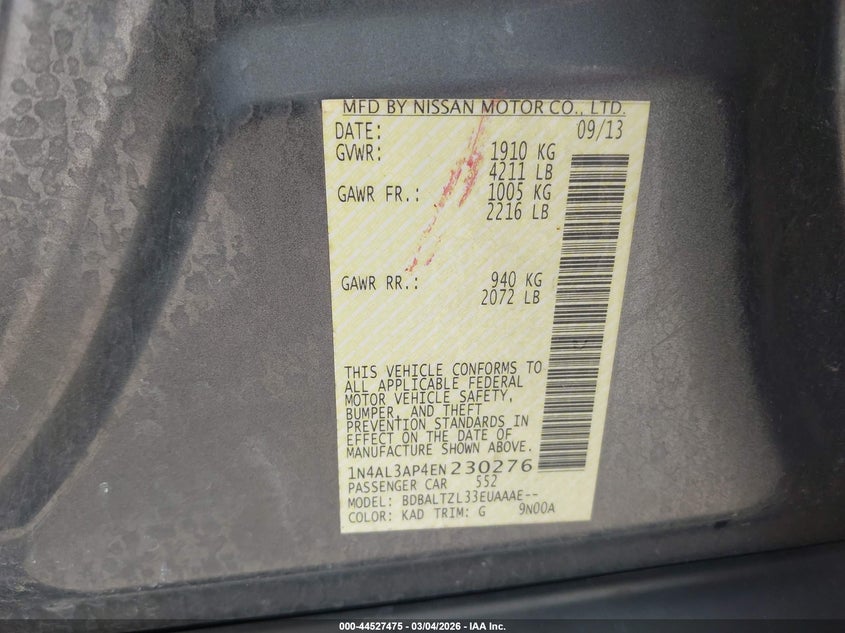 MFD BY NISSAN MOTOR CO., LTD.
DATE: 09/13
GVWR: 1910 KG
4211 LB
GAWR FR.: 1005 KG
2216 LB
GAWR RR.: 940 KG
2072 LB
THIS VEHICLE CONFORMS TO
ALL APPLICABLE FEDERAL
MOTOR VEHICLE SAFETY,
BUMPER, AND THEFT
PREVENTION STANDARDS IN
EFFECT ON THE DATE OF
MANUFACTURE SHOWN ABOVE.
1N4AL3AP4EN230276
PASSENGER CAR 552
MODEL: BDBALTZL33EUAAAE--
COLOR: KAD TRIM: G 9N00A
000-44527475 — 03/04/2026 — IAA Inc.